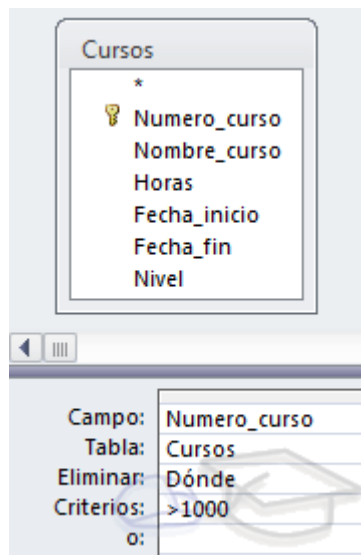 Cursos
*
Numero_curso
Nombre_curso
Horas
Fecha_inicio
Fecha_fin
Nivel
Campo: Numero_curso
Tabla: Cursos
Eliminar: Dónde
Criterios: >1000
o: